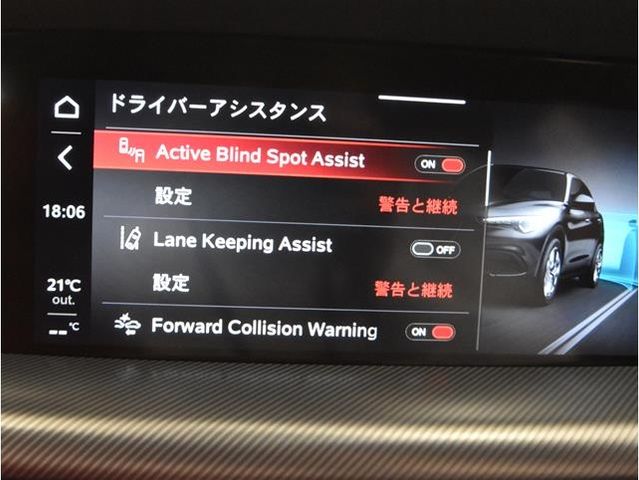 ドライバーアシスタンス
Active Blind Spot Assist ON
設定 警告と継続
18:06
Lane Keeping Assist OFF
設定 警告と継続
21℃
out.
Forward Collision Warning ON
--℃